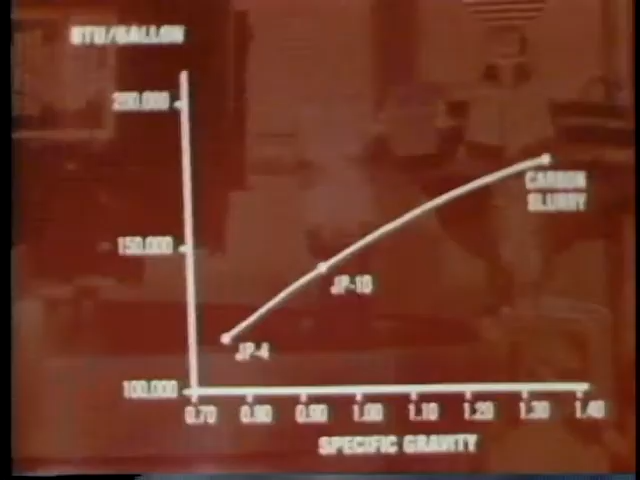 BTU/GALLON
200,000
150,000
100,000
CARBON
SLURRY
JP-10
JP-4
0.70 0.80 0.90 1.00 1.10 1.20 1.30 1.40
SPECIFIC GRAVITY